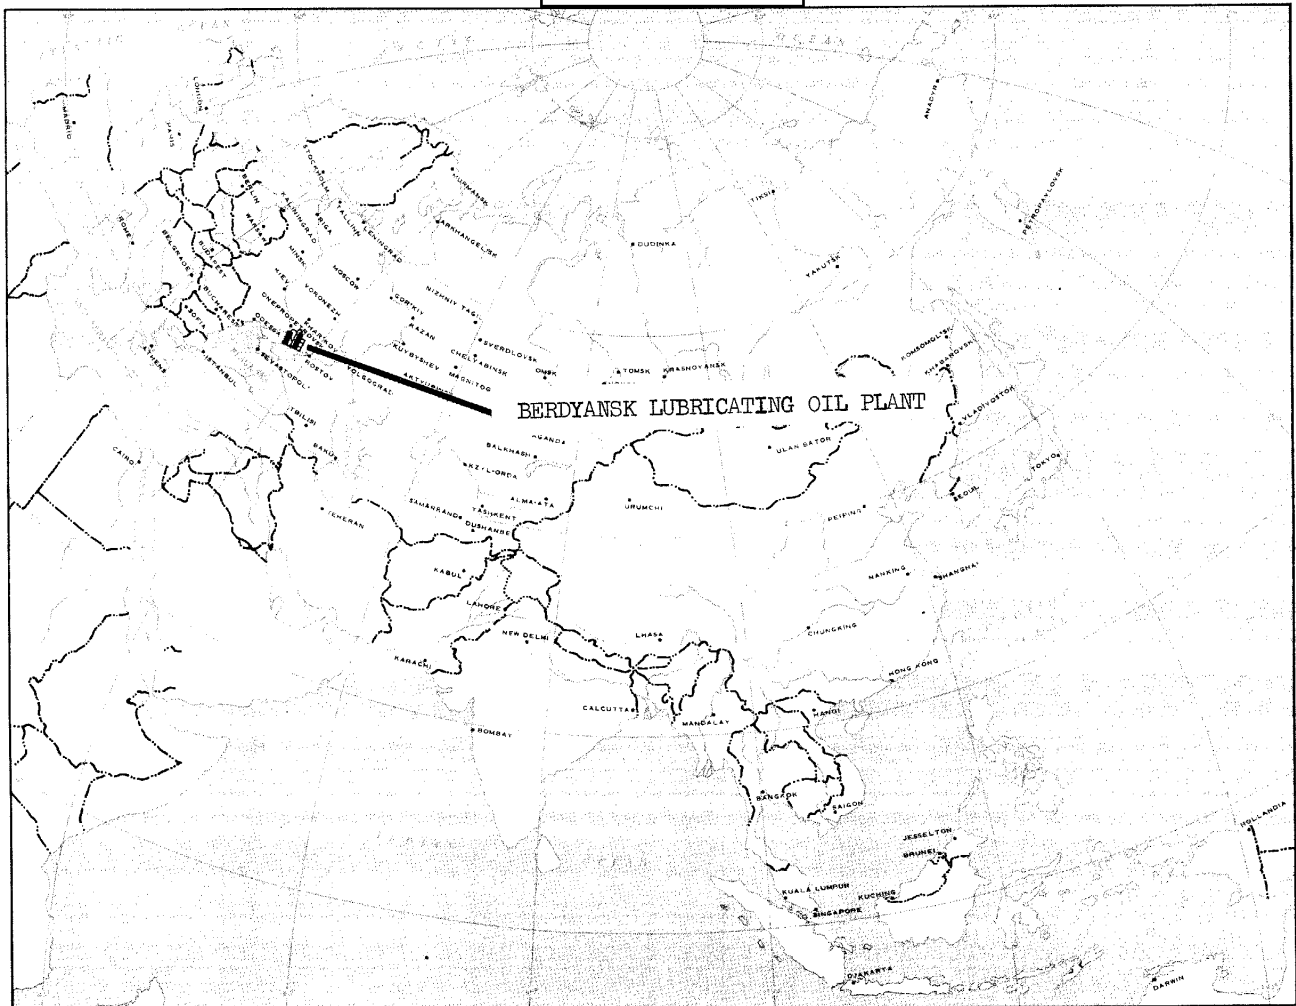 MADRID
LONDON
PARIS
STOCKHOLM
MURMANSK
ANADYR
TIKSI
PETROPAVLOVSK
ROME
BERLIN
KALININGRAD
RIGA
TALLINN
LENINGRAD
ARKHANGEL'SK
DUDINKA
YAKUTSK
BELGRADE
BUDAPEST
WARSAW
MINSK
MOSCOW
KIEV
VORONEZH
GOR'KIY
NIZHNIY TAGIL
BUCHAREST
SOFIA
KAZAN
SVERDLOVSK
ODESSA
KUYBYSHEV
CHELYABINSK
OMSK
TOMSK
KRASNOYARSK
KOMSOMOL'SK
KHABAROVSK
ATHENS
ISTANBUL
SEVASTOPOL'
ROSTOV
VOLGOGRAD
MAGNITOG
BERDYANSK LUBRICATING OIL PLANT
VLADIVOSTOK
TBILISI
BAKU
CAIRO
BALKHASH
ULAN BATOR
TOKYO
KZYL-ORDA
SEOUL
TEHERAN
SAMARKAND
TASHKENT
ALMA-ATA
DUSHANBE
URUMCHI
PEIPING
KABUL
NANKING
SHANGHAI
LAHORE
NEW DELHI
LHASA
CHUNGKING
KARACHI
HONG KONG
CALCUTTA
MANDALAY
HANOI
BOMBAY
BANGKOK
SAIGON
JESSELTON
BRUNEI
HOLLANDIA
KUALA LUMPUR
KUCHING
SINGAPORE
DJAKARTA
DARWIN